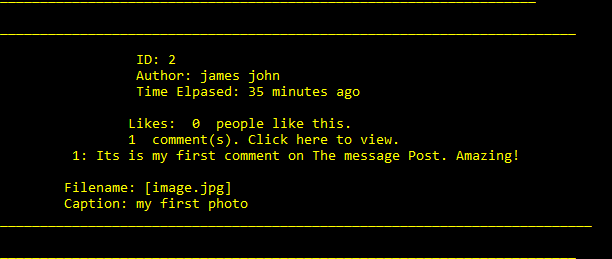 ID: 2
Author: james john
Time Elpased: 35 minutes ago
Likes:  0  people like this.
1  comment(s). Click here to view.
1: Its is my first comment on The message Post. Amazing!
Filename: [image.jpg]
Caption: my first photo